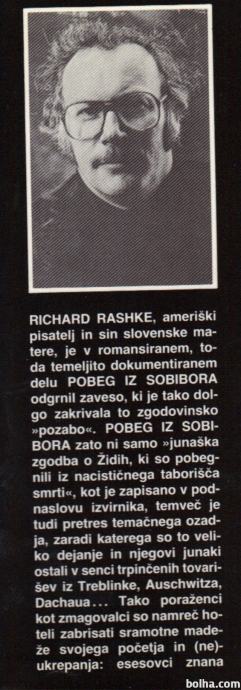 RICHARD RASHKE, ameriški
pisatelj in sin slovenske ma-
tere, je v romansiranem, to-
da temeljito dokumentiranem
delu POBEG IZ SOBIBORA
odgrnil zaveso, ki je tako dol-
go zakrivala to zgodovinsko
»pozabo«. POBEG IZ SOBI-
BORA zato ni samo »junaška
zgodba o Židih, ki so pobeg-
nili iz nacističnega taborišča
smrti«, kot je zapisano v pod-
naslovu izvirnika, temveč je
tudi pretres temačnega ozad-
ja, zaradi katerega so to veli-
ko dejanje in njegovi junaki
ostali v senci trpinčenih tovari-
šev iz Treblinke, Auschwitza,
Dachaua... Tako poraženci
kot zmagovalci so namreč ho-
teli zabrisati sramotne made-
že svojega početja in (ne)-
ukrepanja: esesovci znana
bolha.com